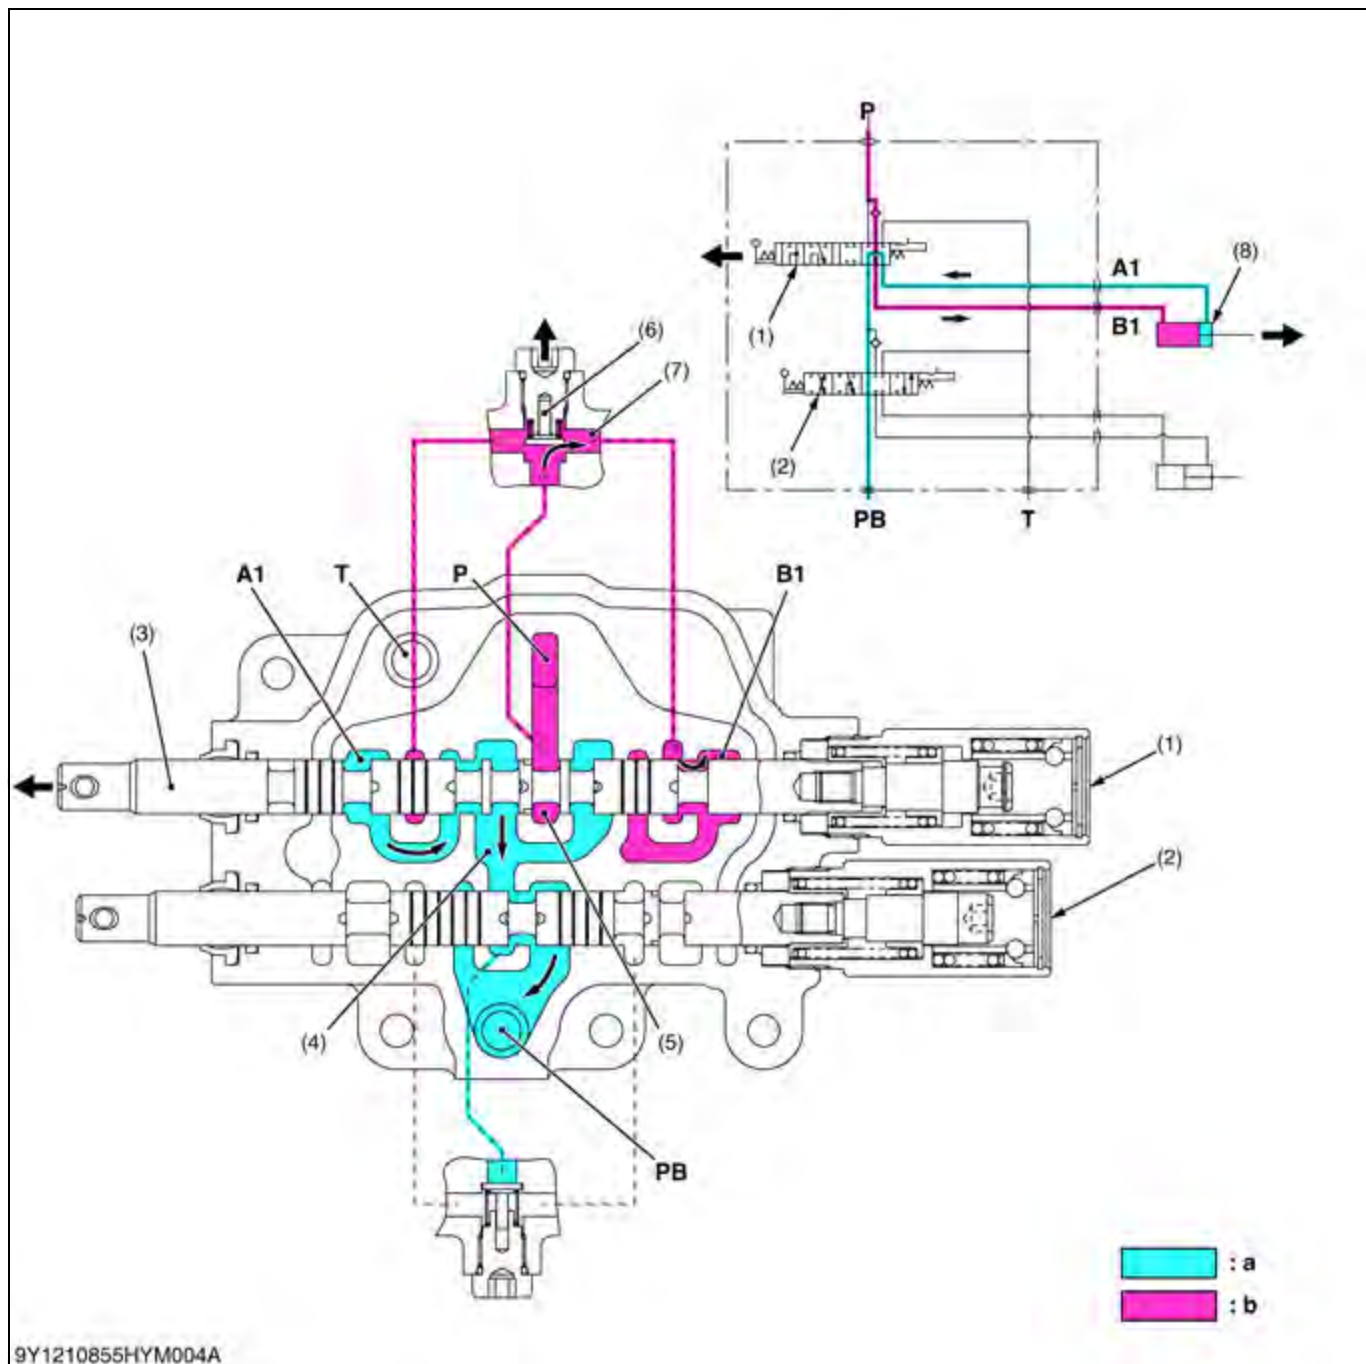 P
(8)
A1
(1)
B1
(6)
(7)
(2)
PB T
A1 T P B1
(3)
(1)
(2)
(4) (5)
PB
: a
: b
9Y1210855HYM004A